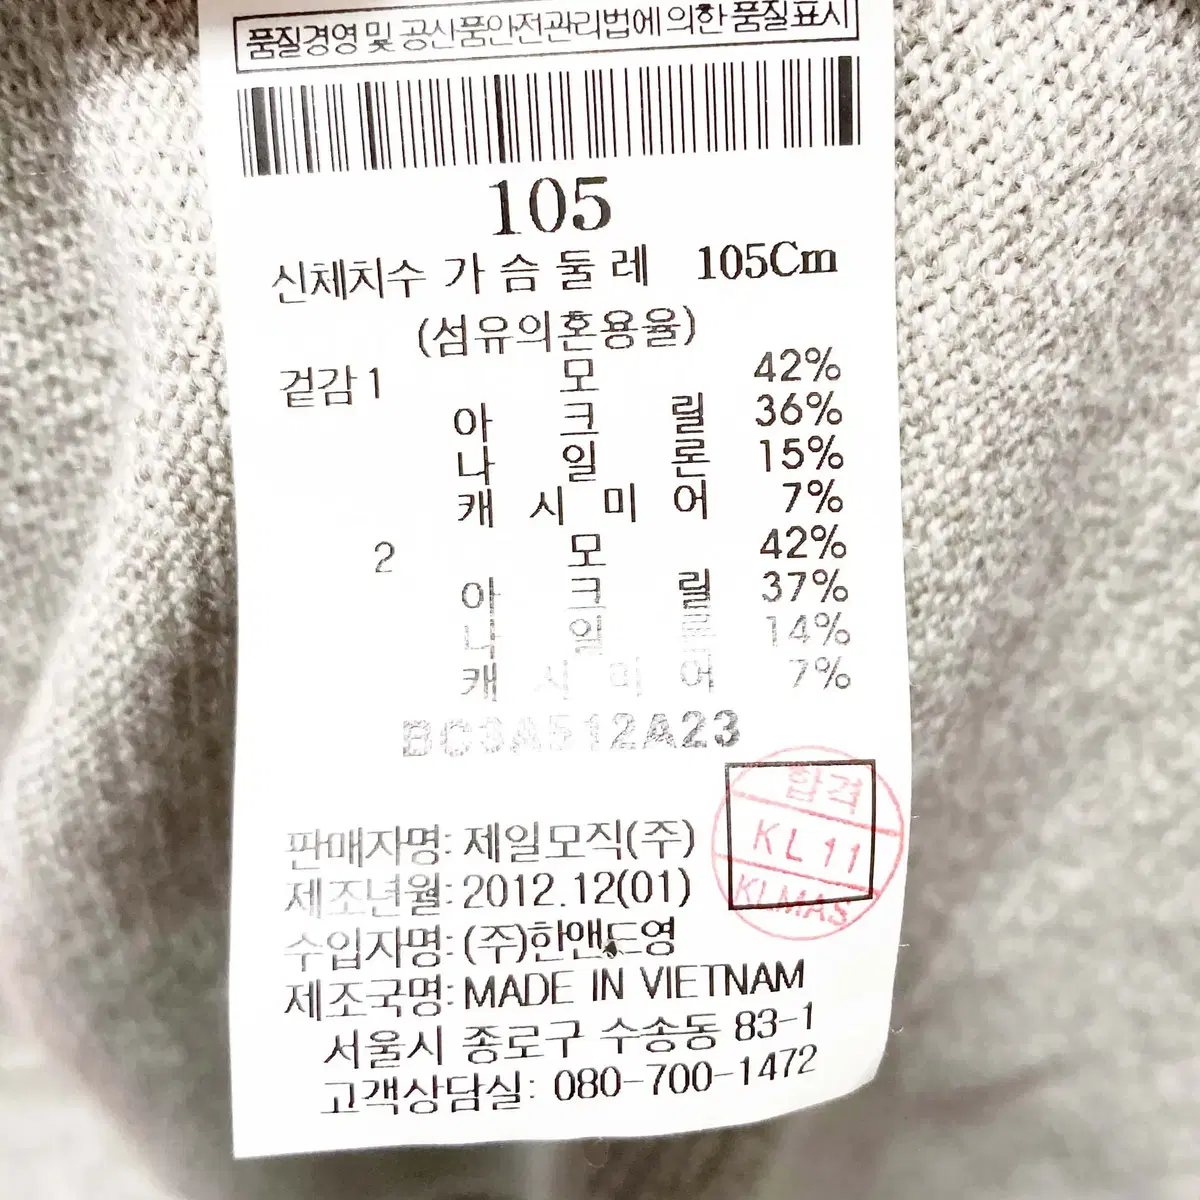 품질경영 및 공산품안전관리법에 의한 품질표시
105
신체치수 가 슴 둘 레 105Cm
(섬유의혼용율)
겉감1 모 42%
아 크 릴 36%
나 일 론 15%
캐 시 미 어 7%
2 모 42%
아 크 릴 37%
나 일 론 14%
캐 시 미 어 7%
BC3A512A23
합격
KL 11
KLMAS
판매자명: 제일모직(주)
제조년월: 2012.12(01)
수입자명: (주)한앤드영
제조국명: MADE IN VIETNAM
서울시 종로구 수송동 83-1
고객상담실: 080-700-1472